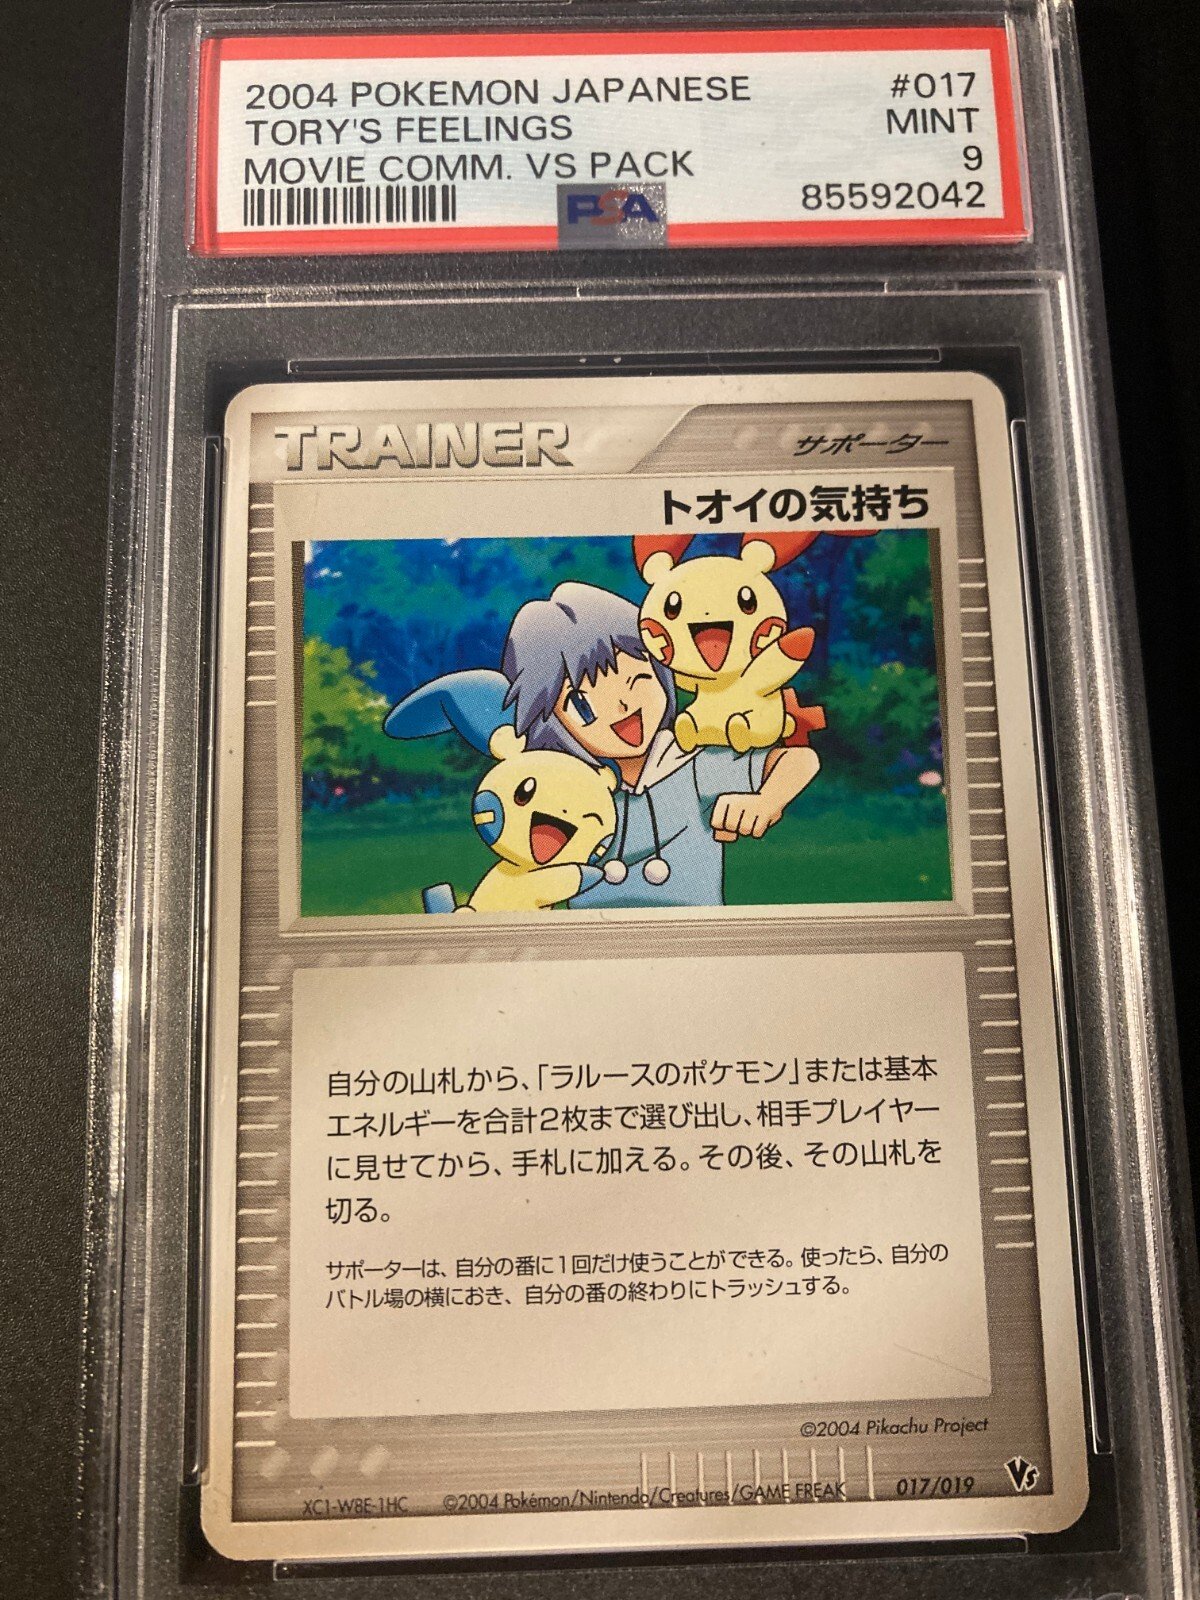 2004 POKEMON JAPANESE #017
TORY'S FEELINGS MINT
MOVIE COMM. VS PACK 9
PSA 85592042
TRAINER サポーター
トオイの気持ち
自分の山札から、「ラルースのポケモン」または基本
エネルギーを合計2枚まで選び出し、相手プレイヤー
に見せてから、手札に加える。その後、その山札を
切る。
サポーターは、自分の番に1回だけ使うことができる。使ったら、自分の
バトル場の横におき、自分の番の終わりにトラッシュする。
©2004 Pikachu Project
XC1-W8E-1HC ©2004 Pokémon/Nintendo/Creatures/GAME FREAK 017/019 VS